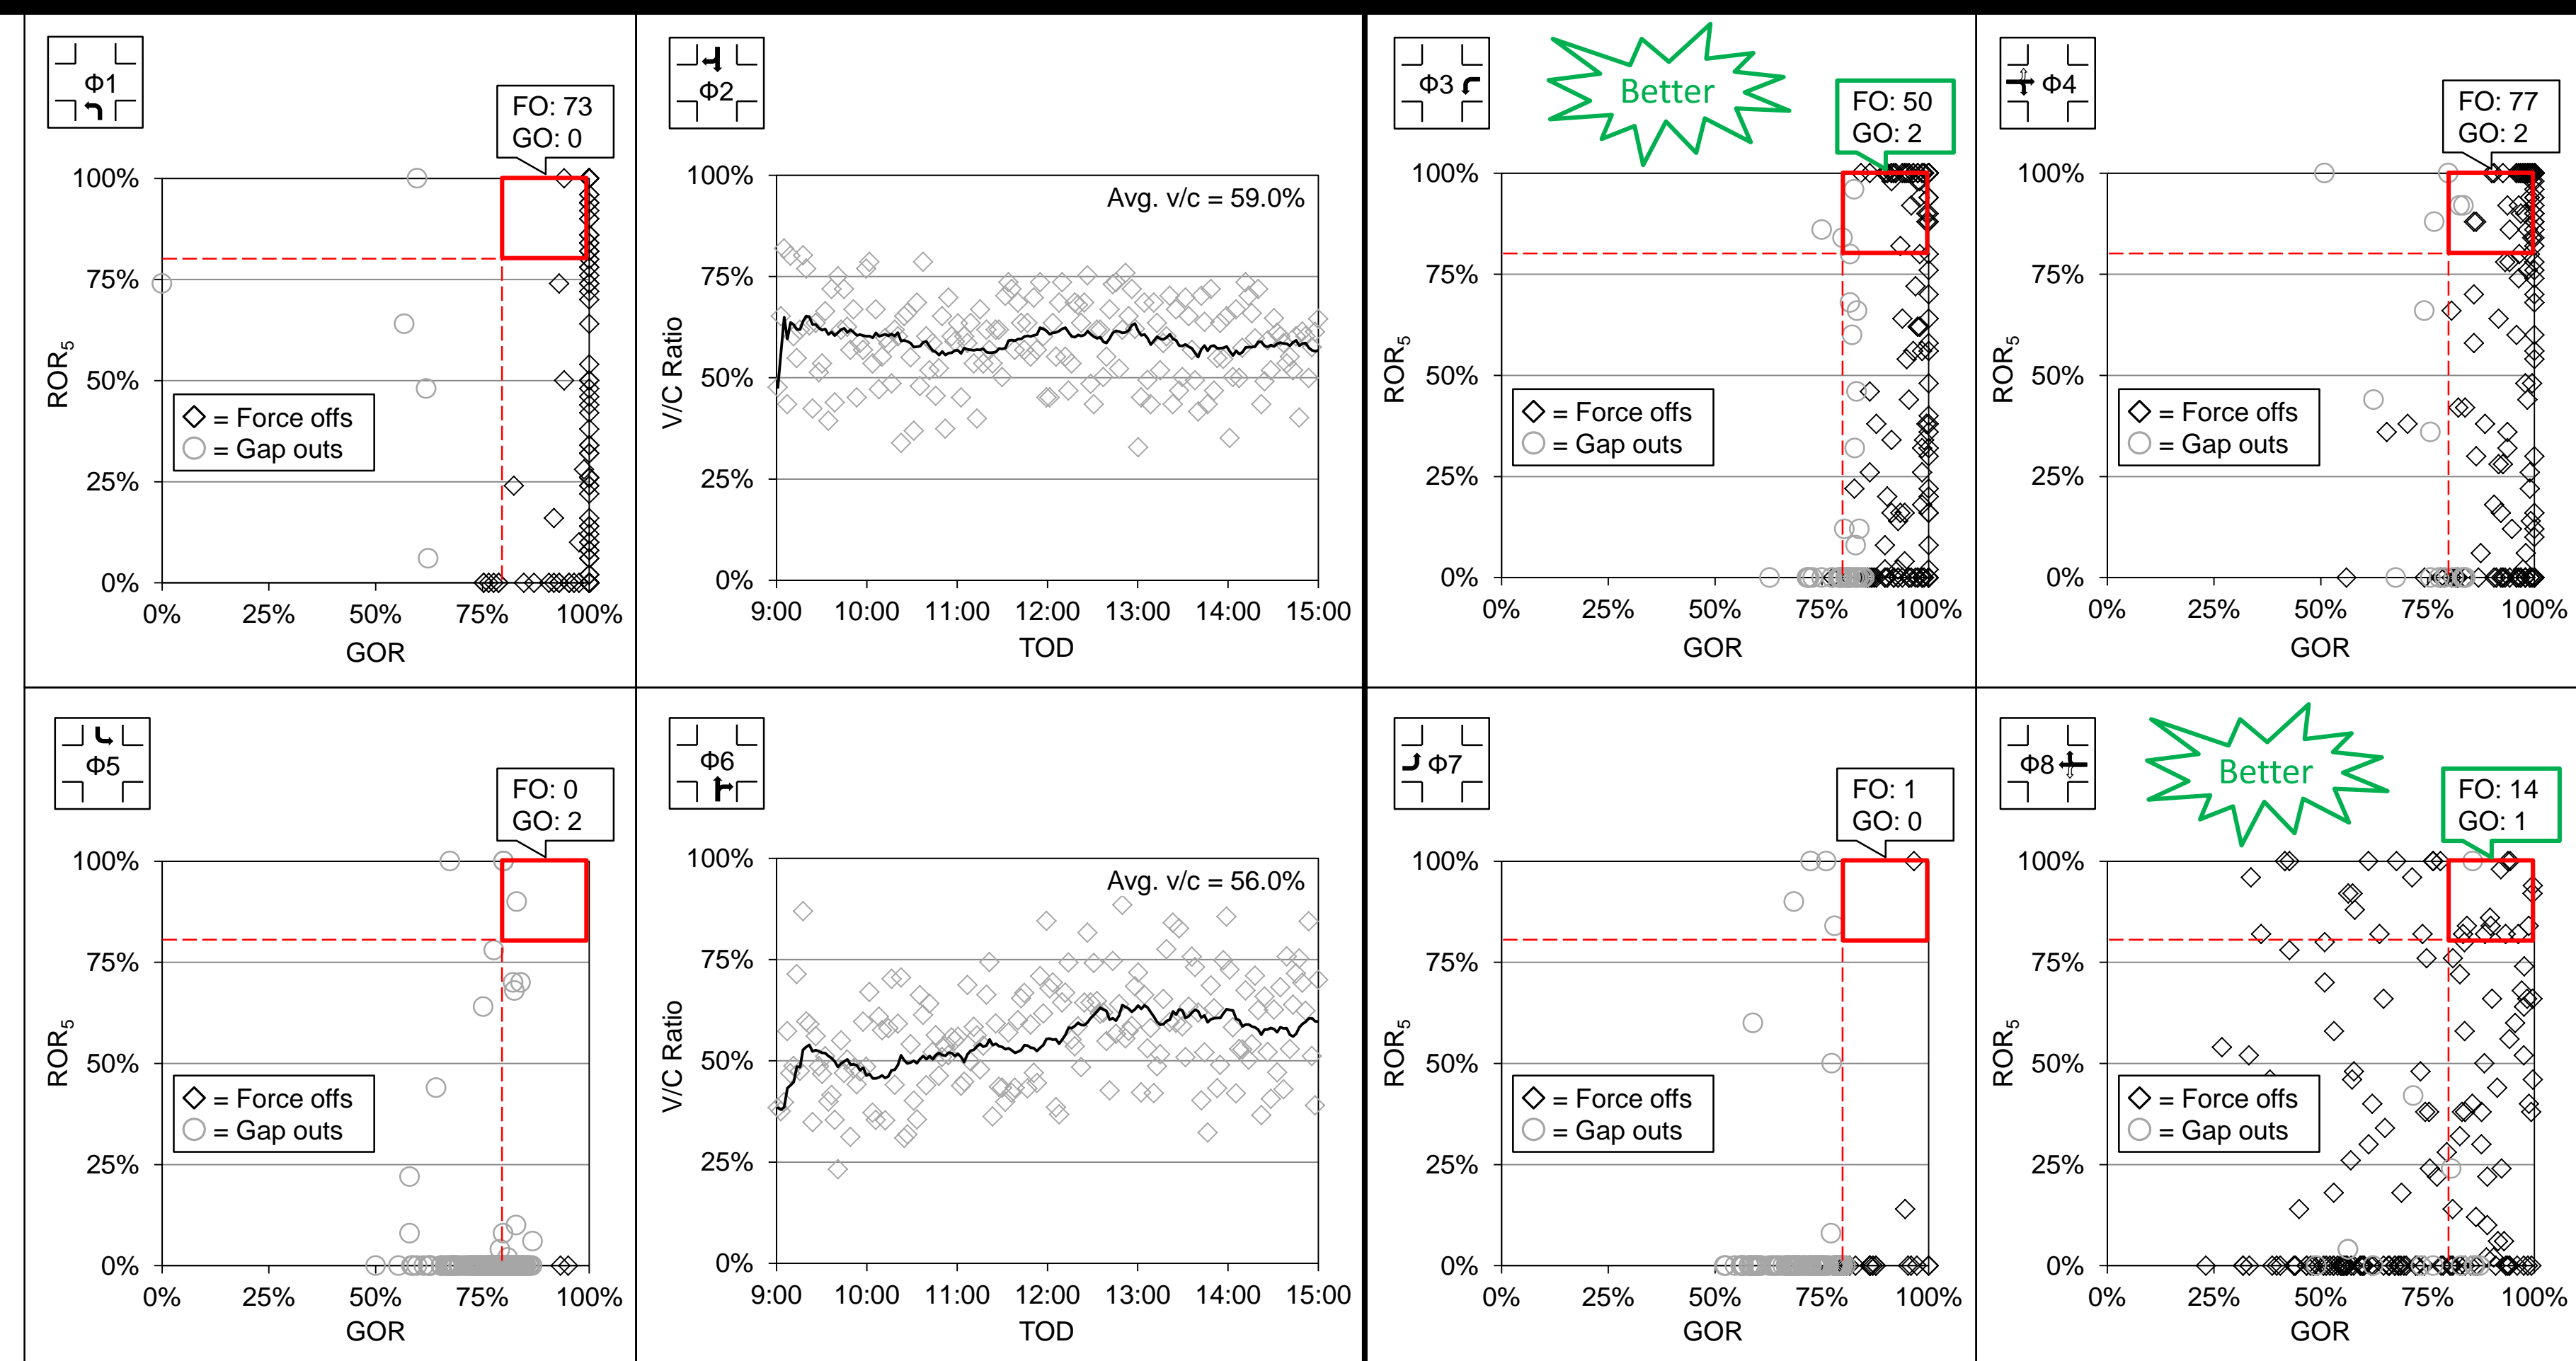 Φ1
FO: 73
GO: 0
100%
75%
50%
25%
0%
ROR5
= Force offs
= Gap outs
0% 25% 50% 75% 100%
GOR
Φ2
Avg. v/c = 59.0%
100%
75%
50%
25%
0%
V/C Ratio
9:00 10:00 11:00 12:00 13:00 14:00 15:00
TOD
Φ3
Better
FO: 50
GO: 2
100%
75%
50%
25%
0%
ROR5
= Force offs
= Gap outs
0% 25% 50% 75% 100%
GOR
Φ4
FO: 77
GO: 2
100%
75%
50%
25%
0%
ROR5
= Force offs
= Gap outs
0% 25% 50% 75% 100%
GOR
Φ5
FO: 0
GO: 2
100%
75%
50%
25%
0%
ROR5
= Force offs
= Gap outs
0% 25% 50% 75% 100%
GOR
Φ6
Avg. v/c = 56.0%
100%
75%
50%
25%
0%
V/C Ratio
9:00 10:00 11:00 12:00 13:00 14:00 15:00
TOD
Φ7
FO: 1
GO: 0
100%
75%
50%
25%
0%
ROR5
= Force offs
= Gap outs
0% 25% 50% 75% 100%
GOR
Φ8
Better
FO: 14
GO: 1
100%
75%
50%
25%
0%
ROR5
= Force offs
= Gap outs
0% 25% 50% 75% 100%
GOR